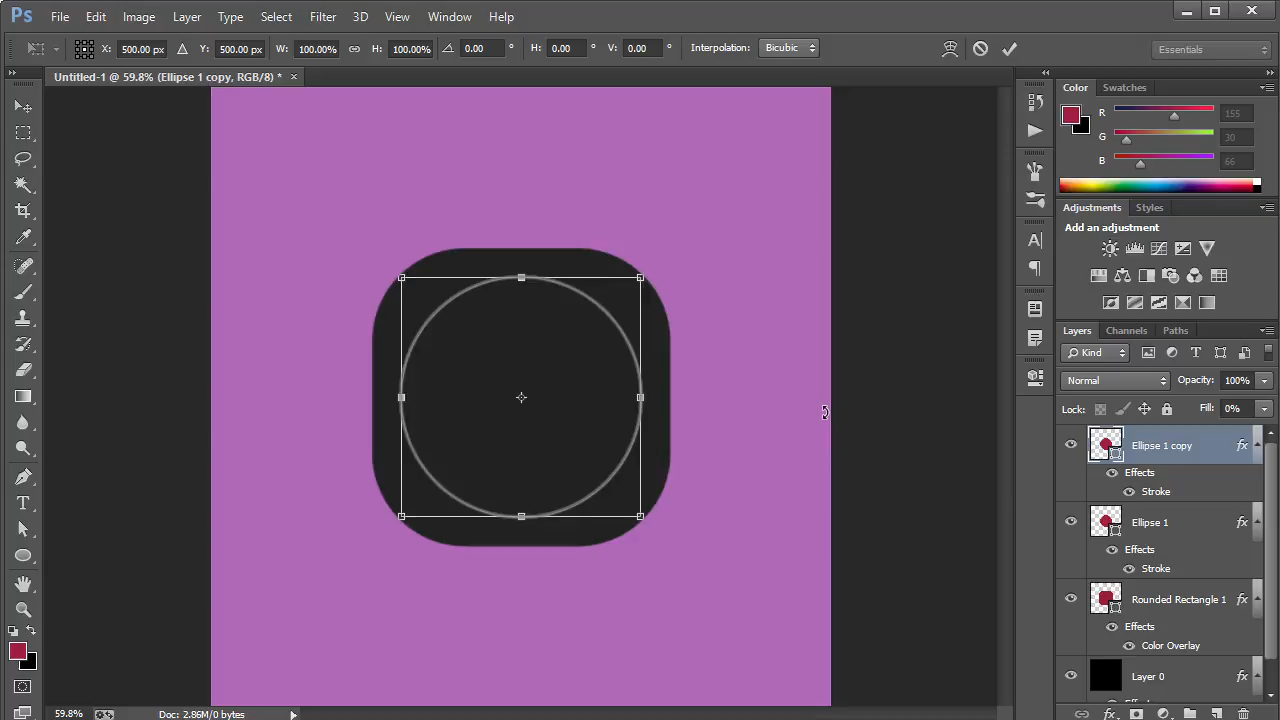 Ps File Edit Image Layer Type Select Filter 3D View Window Help
X: 500.00 px Y: 500.00 px W: 100.00% H: 100.00% 0.00 ° H: 0.00 ° V: 0.00 ° Interpolation: Bicubic Essentials
Untitled-1 @ 59.8% (Ellipse 1 copy, RGB/8) * ×
Color Swatches
R 155
G 30
B 66
Adjustments Styles
Add an adjustment
Layers Channels Paths
Kind
Normal Opacity: 100%
Lock: Fill: 0%
Ellipse 1 copy fx
Effects
Stroke
Ellipse 1 fx
Effects
Stroke
Rounded Rectangle 1 fx
Effects
Color Overlay
Layer 0 fx
59.8% Doc: 2.86M/0 bytes